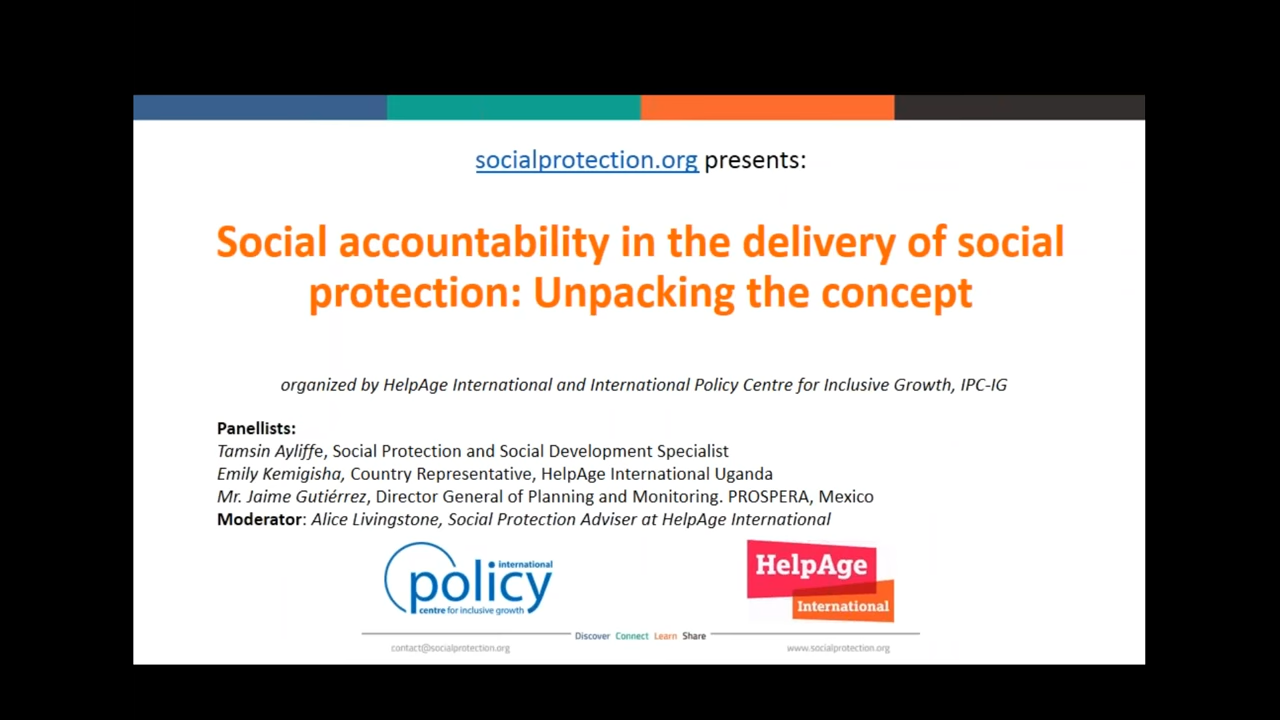 socialprotection.org presents:
Social accountability in the delivery of social
protection: Unpacking the concept
organized by HelpAge International and International Policy Centre for Inclusive Growth, IPC-IG
Panellists:
Tamsin Ayliffe, Social Protection and Social Development Specialist
Emily Kemigisha, Country Representative, HelpAge International Uganda
Mr. Jaime Gutiérrez, Director General of Planning and Monitoring. PROSPERA, Mexico
Moderator: Alice Livingstone, Social Protection Adviser at HelpAge International
international
policy
centre for inclusive growth
HelpAge
International
Discover Connect Learn Share
contact@socialprotection.org
www.socialprotection.org